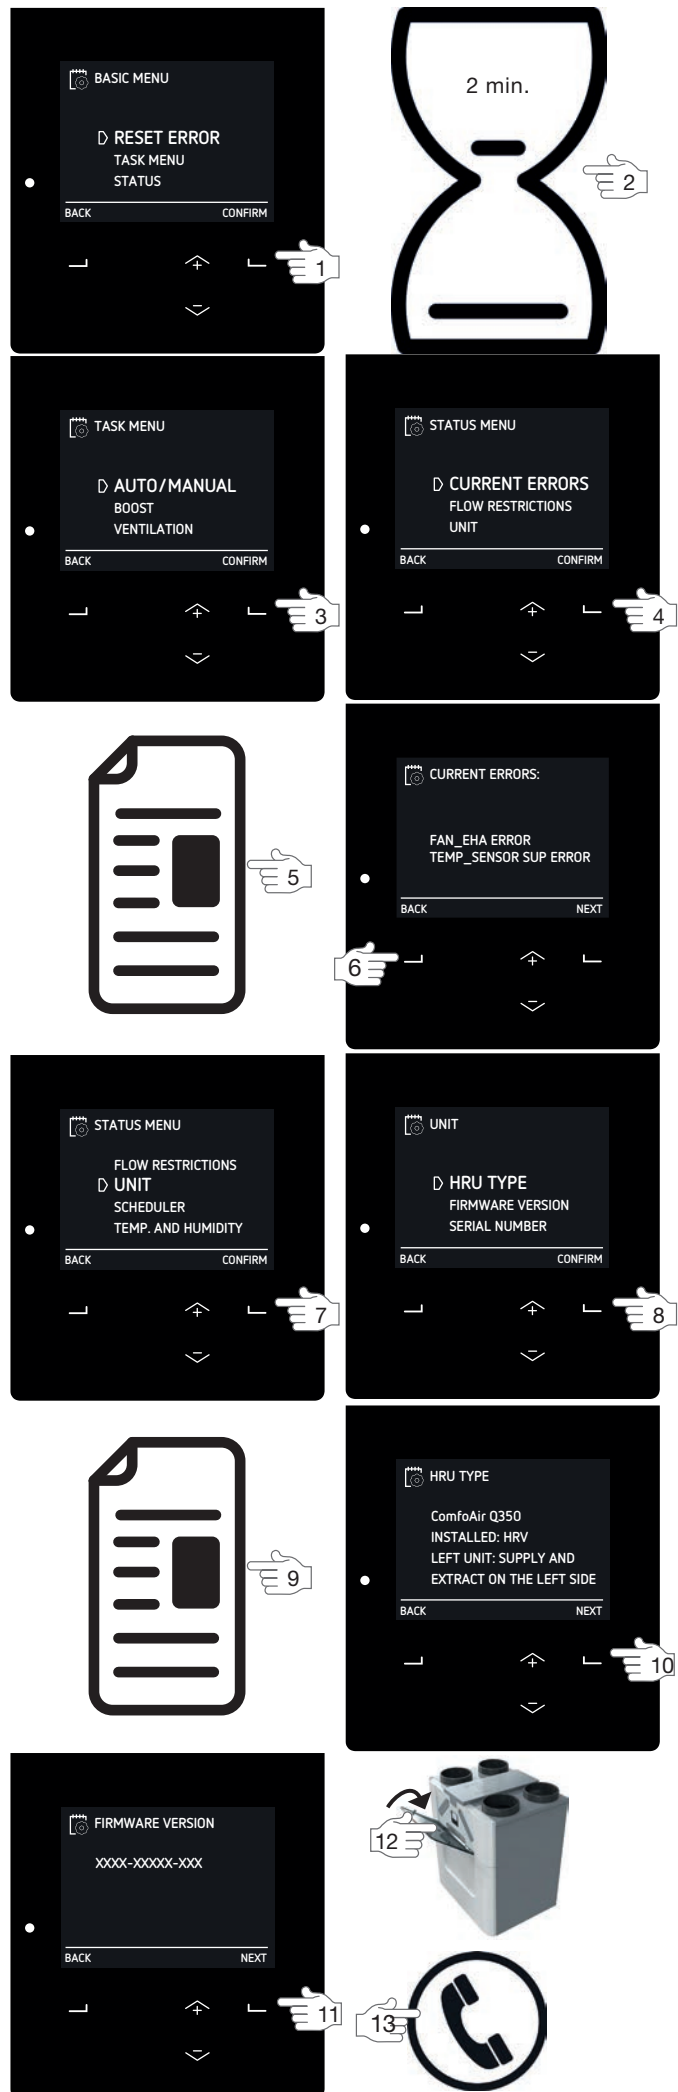 BASIC MENU
RESET ERROR
TASK MENU
STATUS
BACK CONFIRM
1
2 min.
2
TASK MENU
AUTO/MANUAL
BOOST
VENTILATION
BACK CONFIRM
3
STATUS MENU
CURRENT ERRORS
FLOW RESTRICTIONS
UNIT
BACK CONFIRM
4
5
CURRENT ERRORS:
FAN_EHA ERROR
TEMP_SENSOR SUP ERROR
BACK NEXT
6
STATUS MENU
FLOW RESTRICTIONS
UNIT
SCHEDULER
TEMP. AND HUMIDITY
BACK CONFIRM
7
UNIT
HRU TYPE
FIRMWARE VERSION
SERIAL NUMBER
BACK CONFIRM
8
9
HRU TYPE
ComfoAir Q350
INSTALLED: HRV
LEFT UNIT: SUPPLY AND
EXTRACT ON THE LEFT SIDE
BACK NEXT
10
FIRMWARE VERSION
XXXX-XXXXX-XXX
BACK NEXT
11
12
13